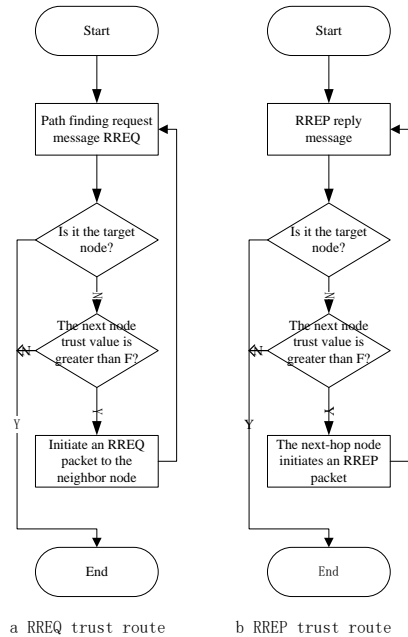 Start
Path finding request
message RREQ
Is it the target
node?
N
The next node
trust value is
greater than F?
N
Y
Y
Initiate an RREQ
packet to the
neighbor node
End
a RREQ trust route
Start
RREP reply
message
Is it the target
node?
N
The next node
trust value is
greater than F?
N
Y
Y
The next-hop node
initiates an RREP
packet
End
b RREP trust route